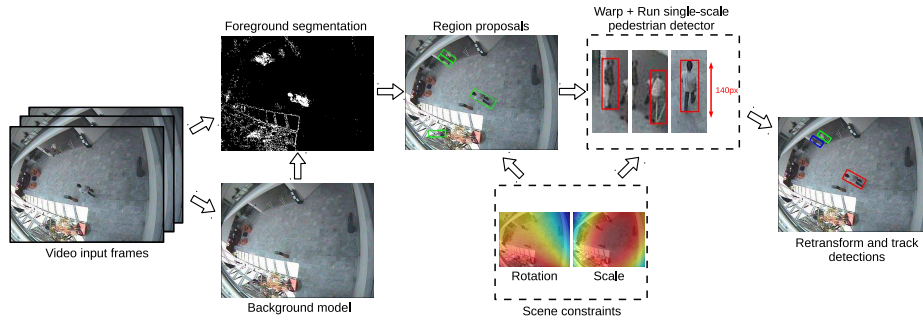 Foreground segmentation
Region proposals
Warp + Run single-scale
pedestrian detector
140px
Video input frames
Background model
Rotation
Scale
Scene constraints
Retransform and track
detections